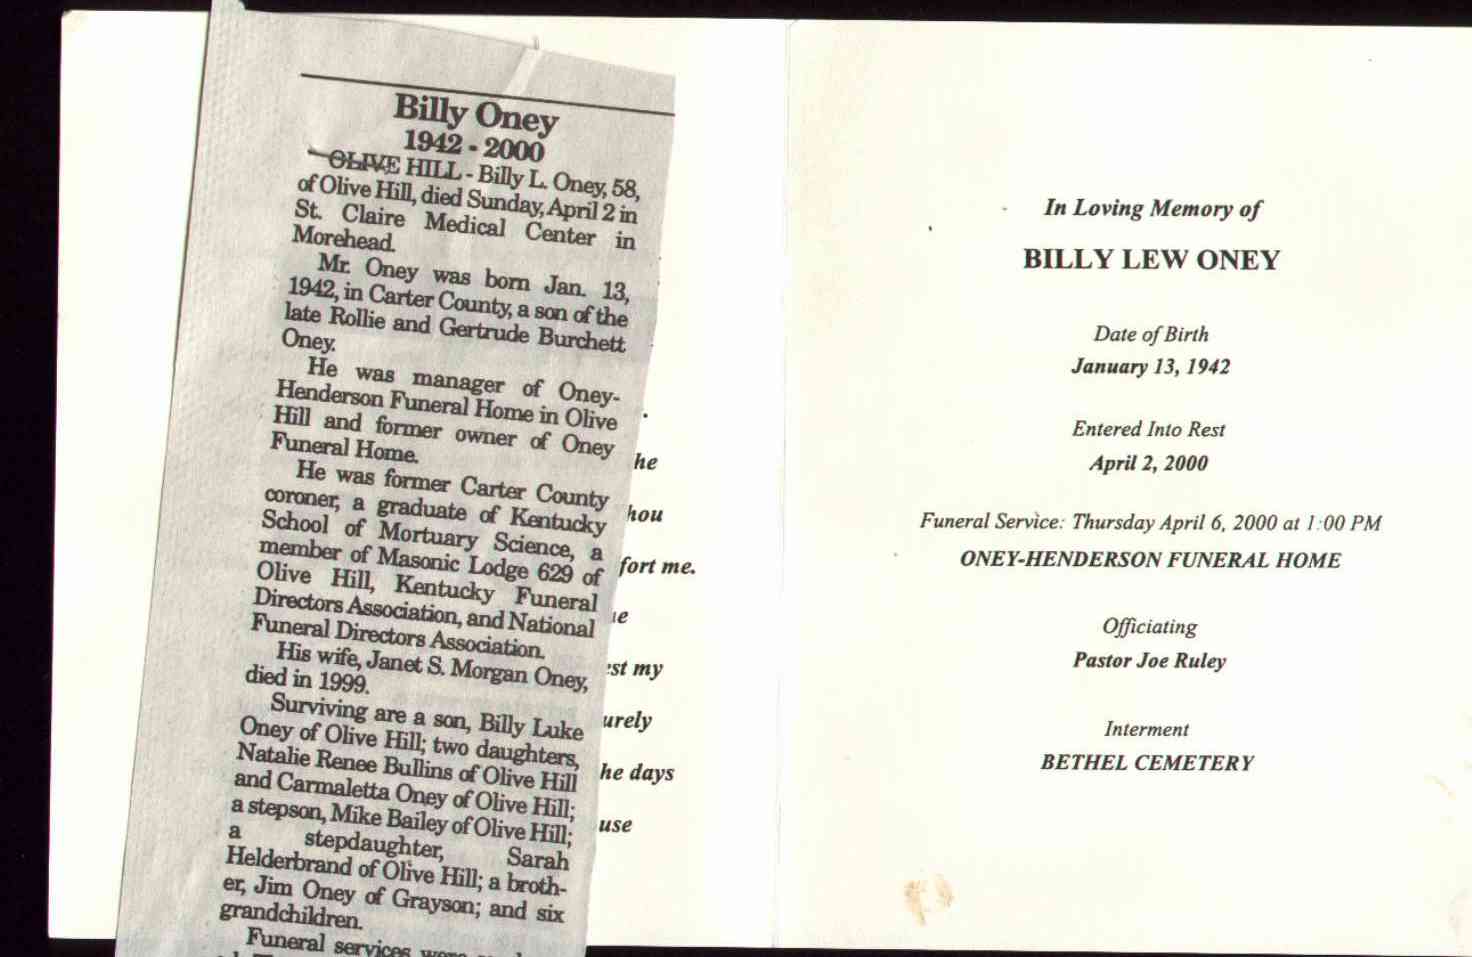 Billy Oney
1942 - 2000
OLIVE HILL - Billy L. Oney, 58,
of Olive Hill, died Sunday, April 2 in
St. Claire Medical Center in
Morehead.
Mr. Oney was born Jan. 13,
1942, in Carter County, a son of the
late Rollie and Gertrude Burchett
Oney.
He was manager of Oney-
Henderson Funeral Home in Olive
Hill and former owner of Oney
Funeral Home.
He was former Carter County
coroner, a graduate of Kentucky
School of Mortuary Science, a
member of Masonic Lodge 629 of
Olive Hill, Kentucky Funeral
Directors Association, and National
Funeral Directors Association.
His wife, Janet S. Morgan Oney,
died in 1999.
Surviving are a son, Billy Luke
Oney of Olive Hill; two daughters,
Natalie Renee Bullins of Olive Hill
and Carmaletta Oney of Olive Hill;
a stepson, Mike Bailey of Olive Hill;
a stepdaughter, Sarah
Helderbrand of Olive Hill; a broth-
er, Jim Oney of Grayson; and six
grandchildren.
Funeral services were
.
he
hou
fort me.
e
st my
urely
he days
use
In Loving Memory of
BILLY LEW ONEY
Date of Birth
January 13, 1942
Entered Into Rest
April 2, 2000
Funeral Service: Thursday April 6, 2000 at 1:00 PM
ONEY-HENDERSON FUNERAL HOME
Officiating
Pastor Joe Ruley
Interment
BETHEL CEMETERY